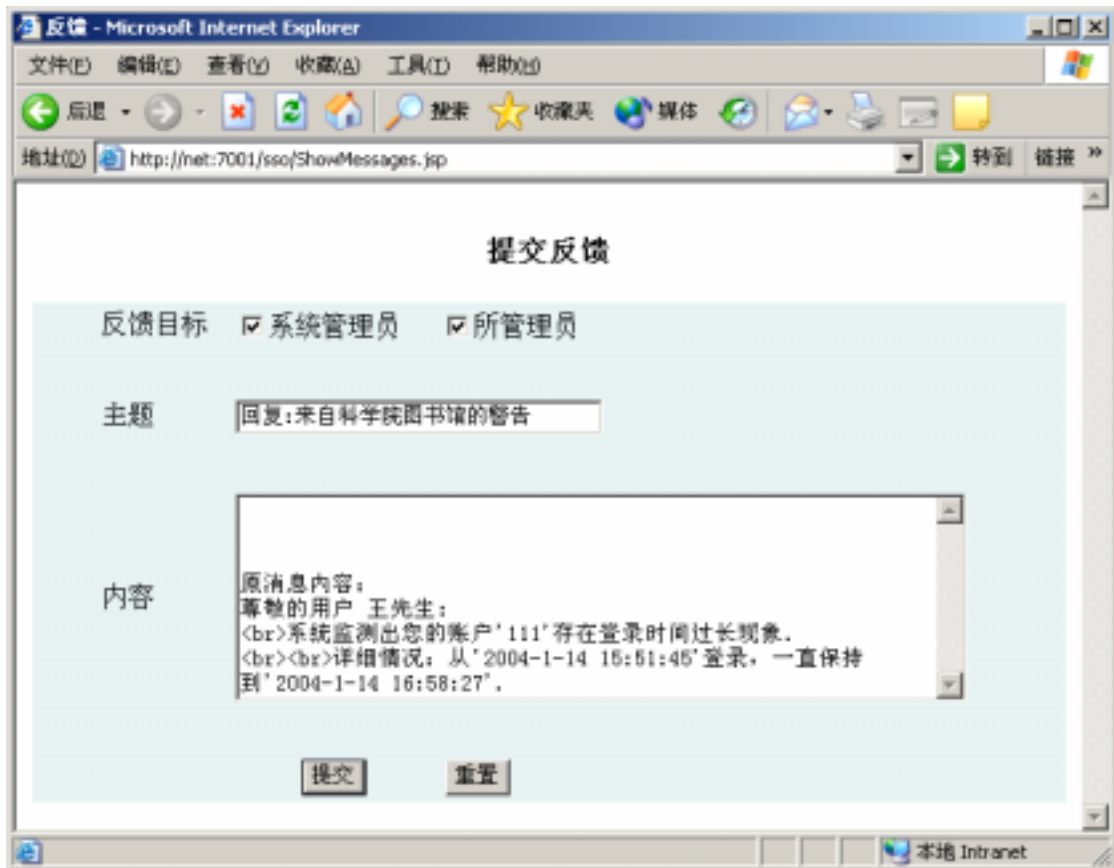 反馈 - Microsoft Internet Explorer
文件(F) 编辑(E) 查看(V) 收藏(A) 工具(T) 帮助(H)
后退 搜索 收藏夹 媒体
地址(D) http://net:7001/sso/ShowMessages.jsp 转到 链接 »
提交反馈
反馈目标 系统管理员 所管理员
主题 回复:来自科学院图书馆的警告
内容
原消息内容:
尊敬的用户 王先生:
<br>系统监测出您的账户'111'存在登录时间过长现象.
<br><br>详细情况: 从'2004-1-14 15:51:45'登录, 一直保持
到'2004-1-14 16:58:27'.
提交 重置
本地 Intranet